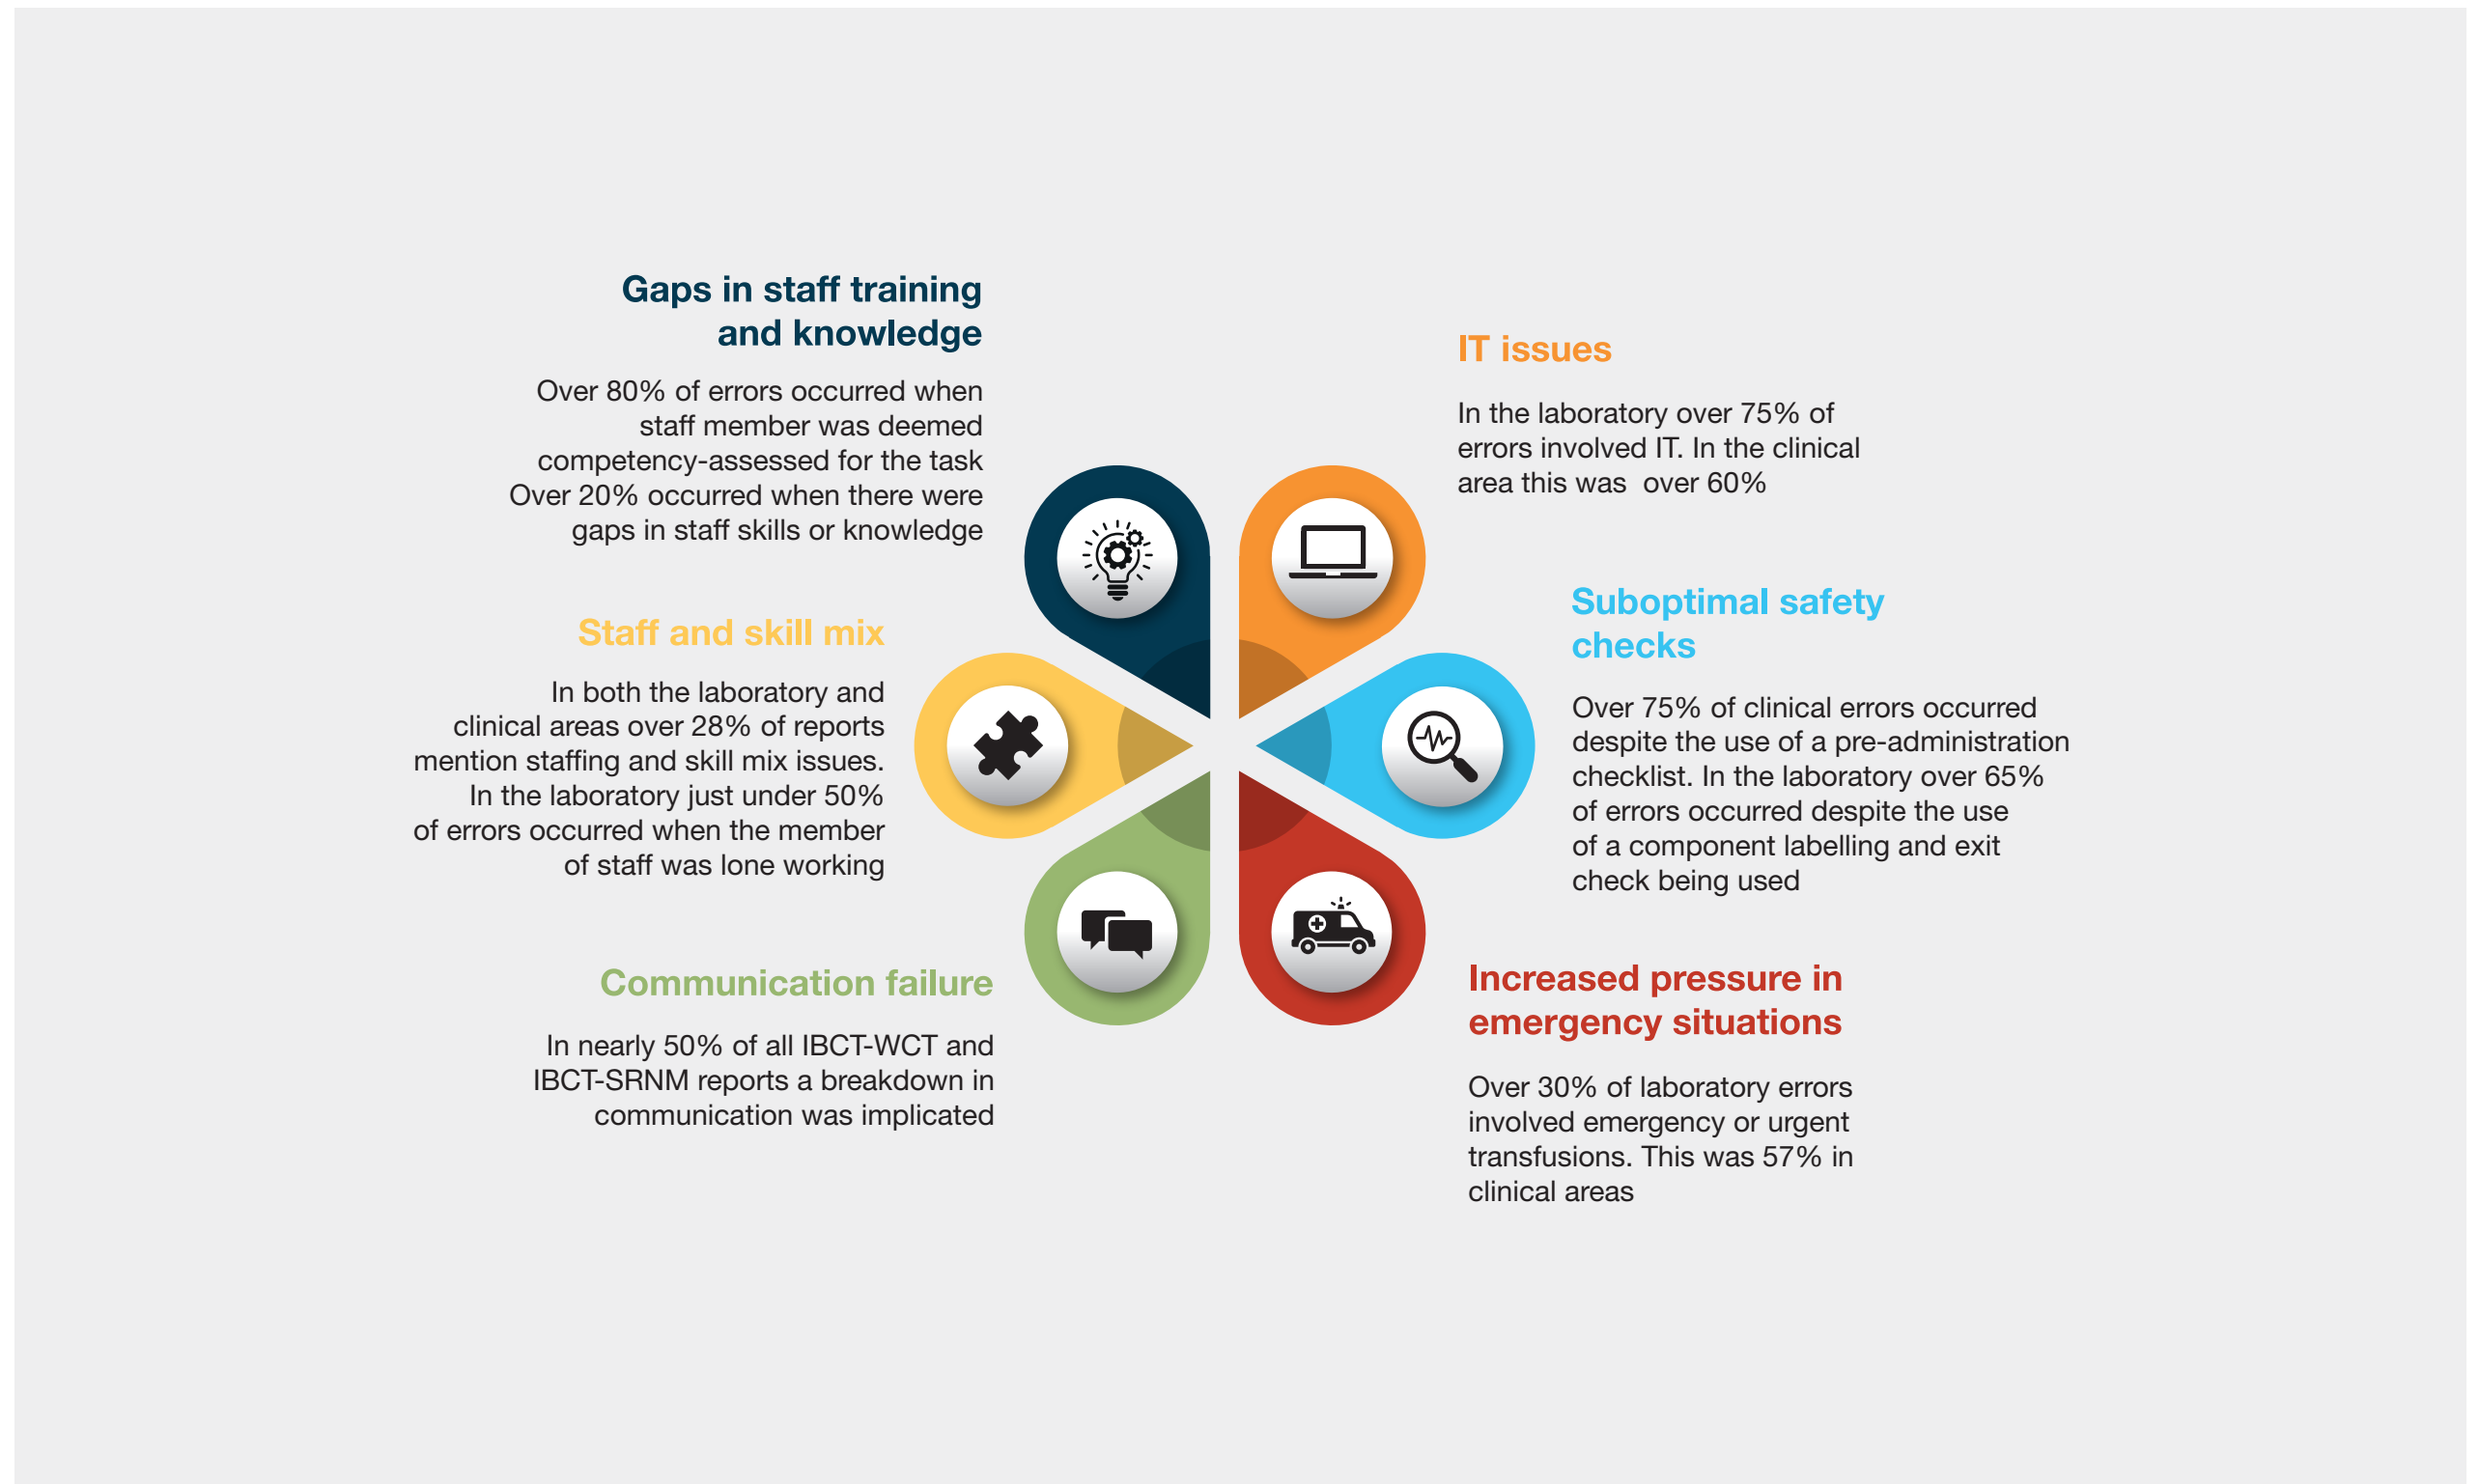 Gaps in staff training
and knowledge
Over 80% of errors occurred when
staff member was deemed
competency-assessed for the task
Over 20% occurred when there were
gaps in staff skills or knowledge
Staff and skill mix
In both the laboratory and
clinical areas over 28% of reports
mention staffing and skill mix issues.
In the laboratory just under 50%
of errors occurred when the member
of staff was lone working
Communication failure
In nearly 50% of all IBCT-WCT and
IBCT-SRNM reports a breakdown in
communication was implicated
IT issues
In the laboratory over 75% of
errors involved IT. In the clinical
area this was  over 60%
Suboptimal safety
checks
Over 75% of clinical errors occurred
despite the use of a pre-administration
checklist. In the laboratory over 65%
of errors occurred despite the use
of a component labelling and exit
check being used
Increased pressure in
emergency situations
Over 30% of laboratory errors
involved emergency or urgent
transfusions. This was 57% in
clinical areas